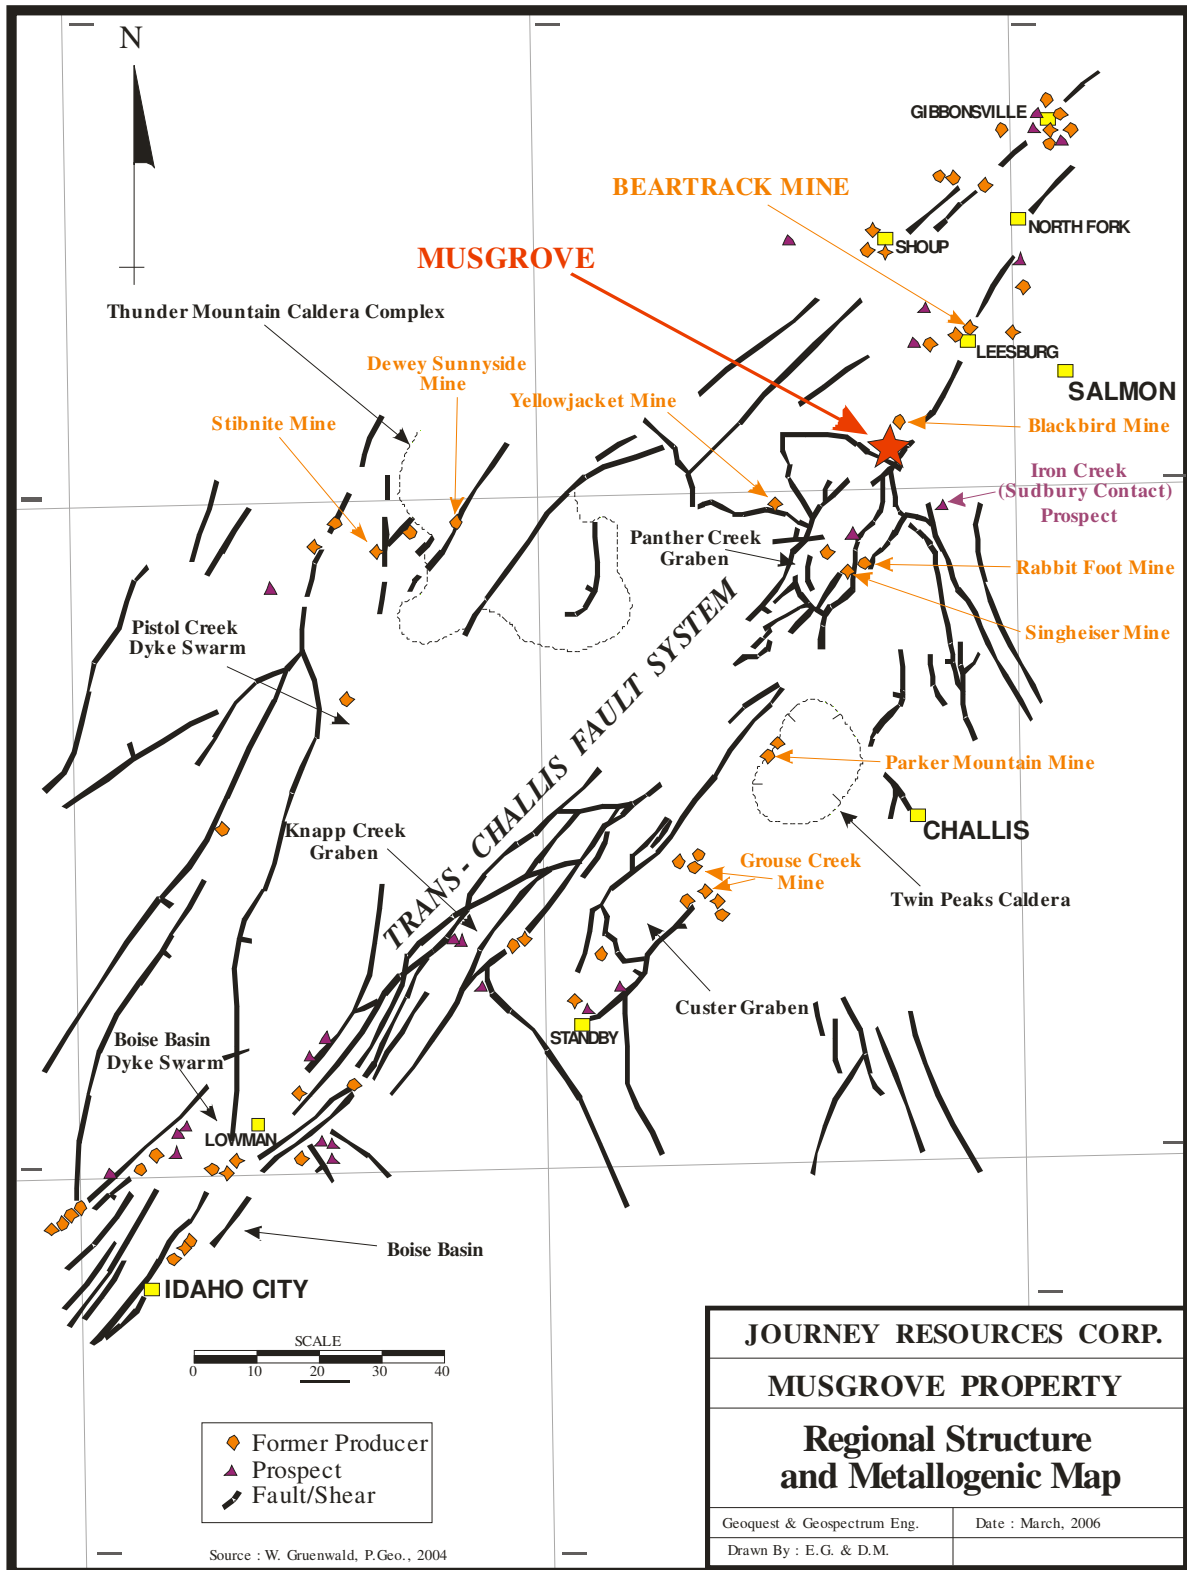 N
GIBBONSVILLE
BEARTRACK MINE
NORTH FORK
SHOUP
MUSGROVE
Thunder Mountain Caldera Complex
LEESBURG
Dewey Sunnyside
Mine
SALMON
Yellowjacket Mine
Stibnite Mine
Blackbird Mine
Iron Creek
(Sudbury Contact)
Prospect
Panther Creek
Graben
Rabbit Foot Mine
Pistol Creek
Dyke Swarm
Singheiser Mine
TRANS - CHALLIS FAULT SYSTEM
Parker Mountain Mine
Knapp Creek
Graben
CHALLIS
Grouse Creek
Mine
Twin Peaks Caldera
Custer Graben
STANDBY
Boise Basin
Dyke Swarm
LOWMAN
Boise Basin
IDAHO CITY
SCALE
0 10 20 30 40
Former Producer
Prospect
Fault/Shear
Source : W. Gruenwald, P.Geo., 2004
JOURNEY RESOURCES CORP.
MUSGROVE PROPERTY
Regional Structure
and Metallogenic Map
Geoquest & Geospectrum Eng.
Date : March, 2006
Drawn By : E.G. & D.M.